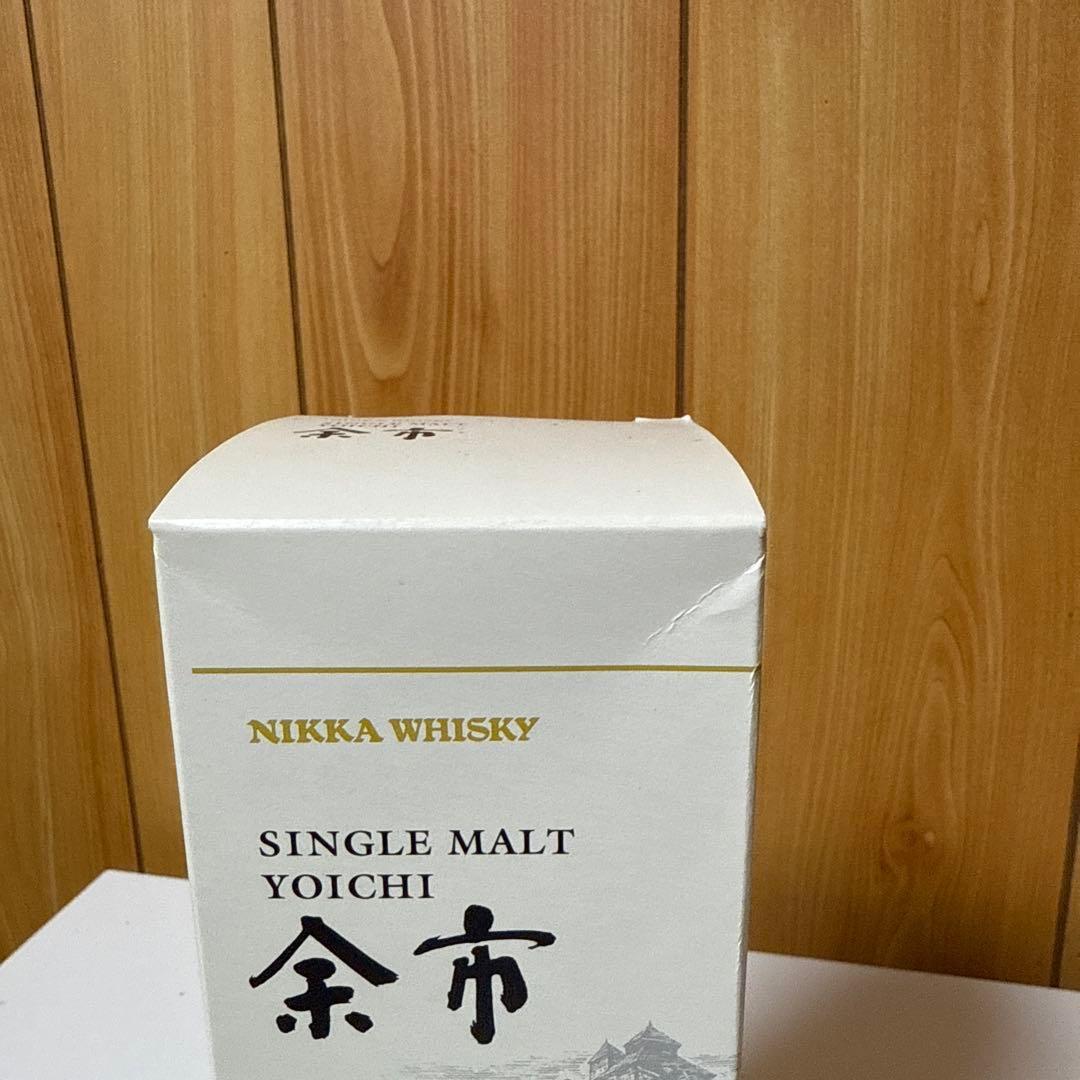 余市
NIKKA WHISKY
SINGLE MALT
YOICHI
余市